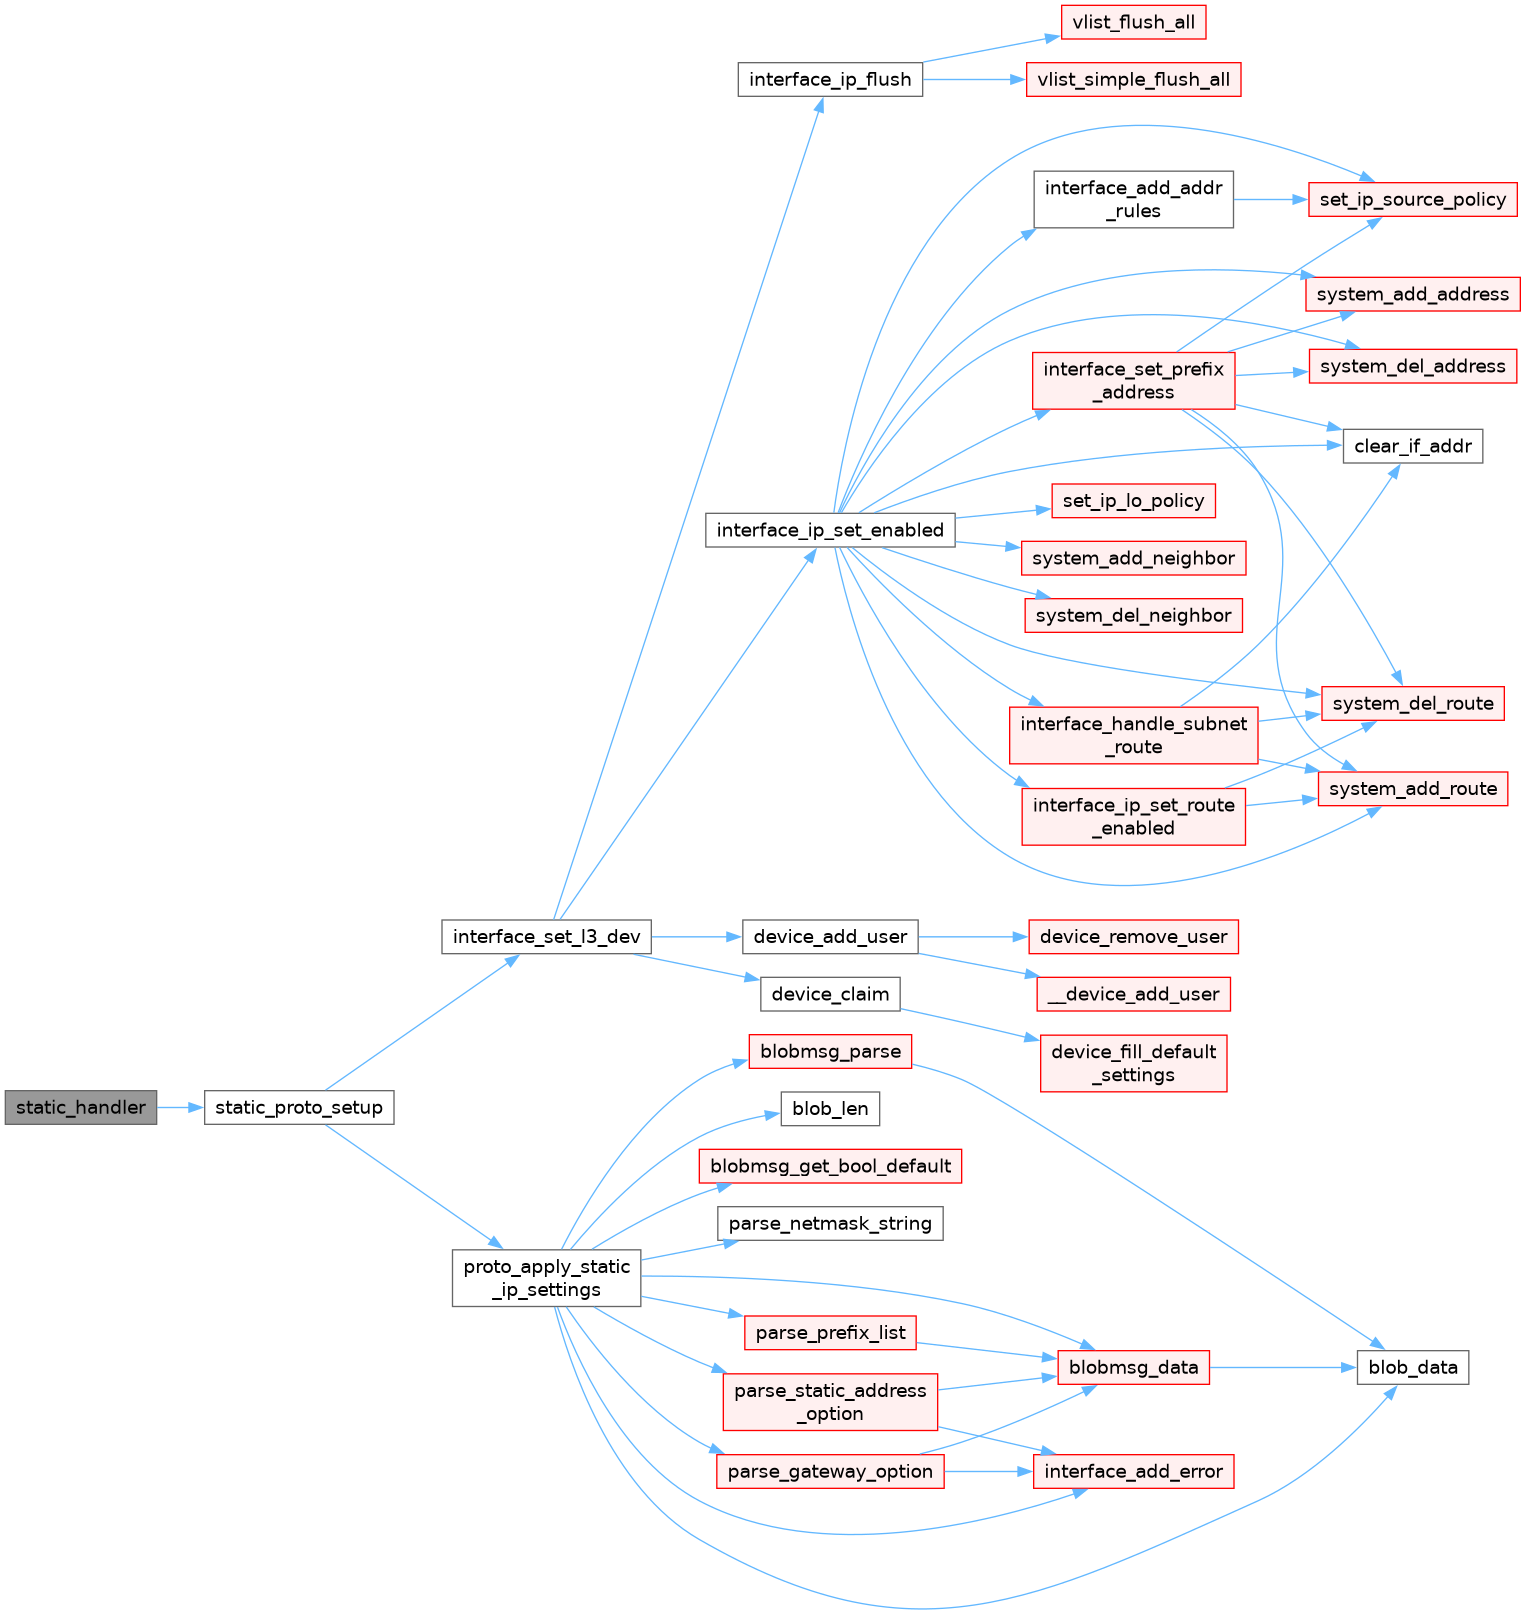 vlist_flush_all
interface_ip_flush
vlist_simple_flush_all
interface_add_addr
_rules
set_ip_source_policy
system_add_address
interface_set_prefix
_address
system_del_address
clear_if_addr
set_ip_lo_policy
interface_ip_set_enabled
system_add_neighbor
system_del_neighbor
system_del_route
interface_handle_subnet
_route
system_add_route
interface_ip_set_route
_enabled
interface_set_l3_dev
device_add_user
device_remove_user
device_claim
__device_add_user
blobmsg_parse
device_fill_default
_settings
static_handler
static_proto_setup
blob_len
blobmsg_get_bool_default
parse_netmask_string
proto_apply_static
_ip_settings
parse_prefix_list
blobmsg_data
blob_data
parse_static_address
_option
parse_gateway_option
interface_add_error